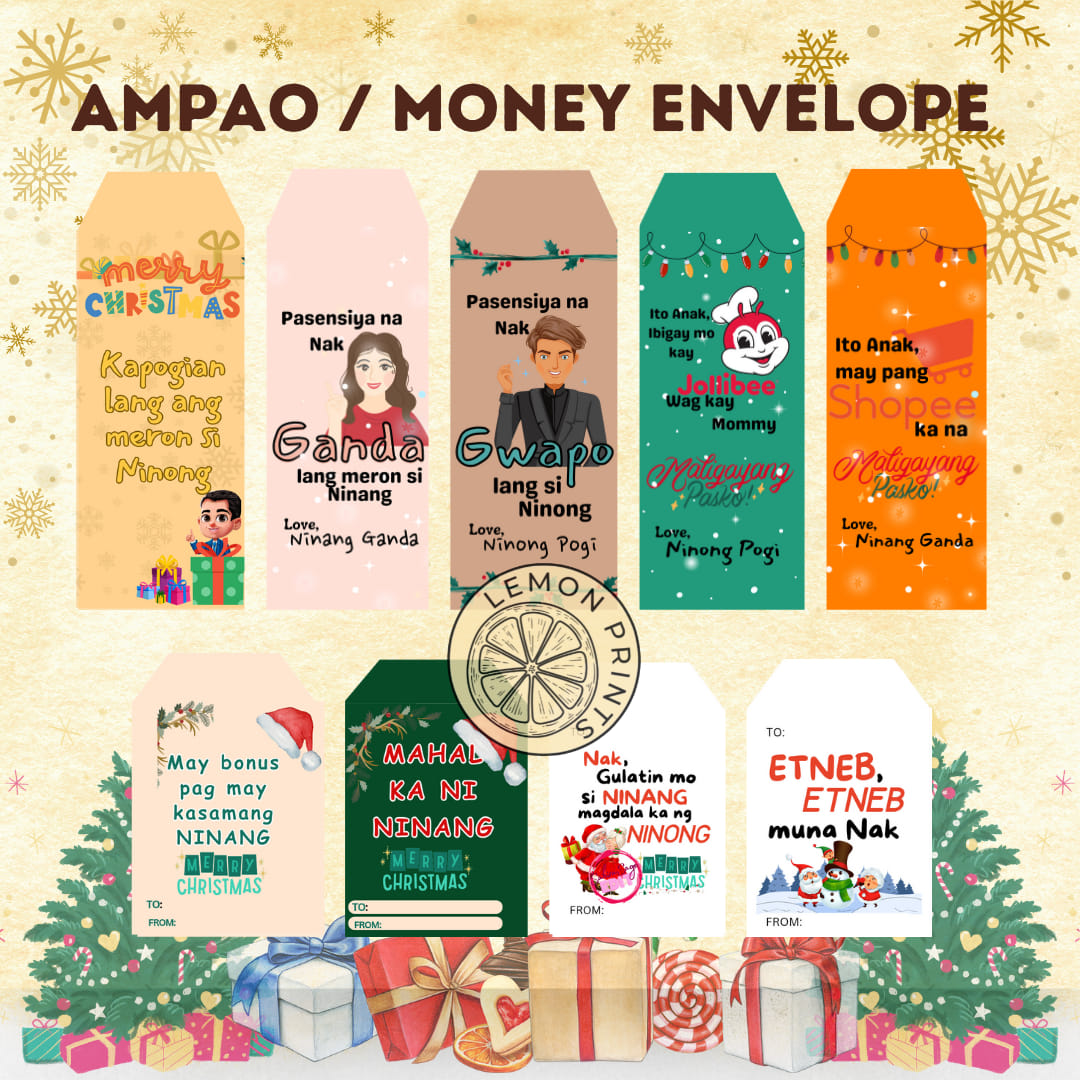 AMPAO / MONEY ENVELOPE
merry
CHRISTMAS
Kapogian
lang ang
meron si
Ninong
Pasensiya na
Nak
Ganda
lang meron si
Ninang
Love,
Ninang Ganda
Pasensiya na
Nak
Gwapo
lang si
Ninong
Love,
Ninong Pogi
Ito Anak,
Ibigay mo
kay
Jollibee
Wag kay
Mommy
Maligayang
Pasko!
Love,
Ninong Pogi
Ito Anak,
may pang
Shopee
ka na
Maligayang
Pasko!
Love,
Ninang Ganda
LEMON PRINTS
May bonus
pag may
kasamang
NINANG
MERRY
CHRISTMAS
TO:
FROM:
MAHAL
KA NI
NINANG
MERRY
CHRISTMAS
TO:
FROM:
Nak,
Gulatin mo
si NINANG
magdala ka ng
NINONG
MERRY
CHRISTMAS
FROM:
TO:
ETNEB,
ETNEB
muna Nak
FROM: